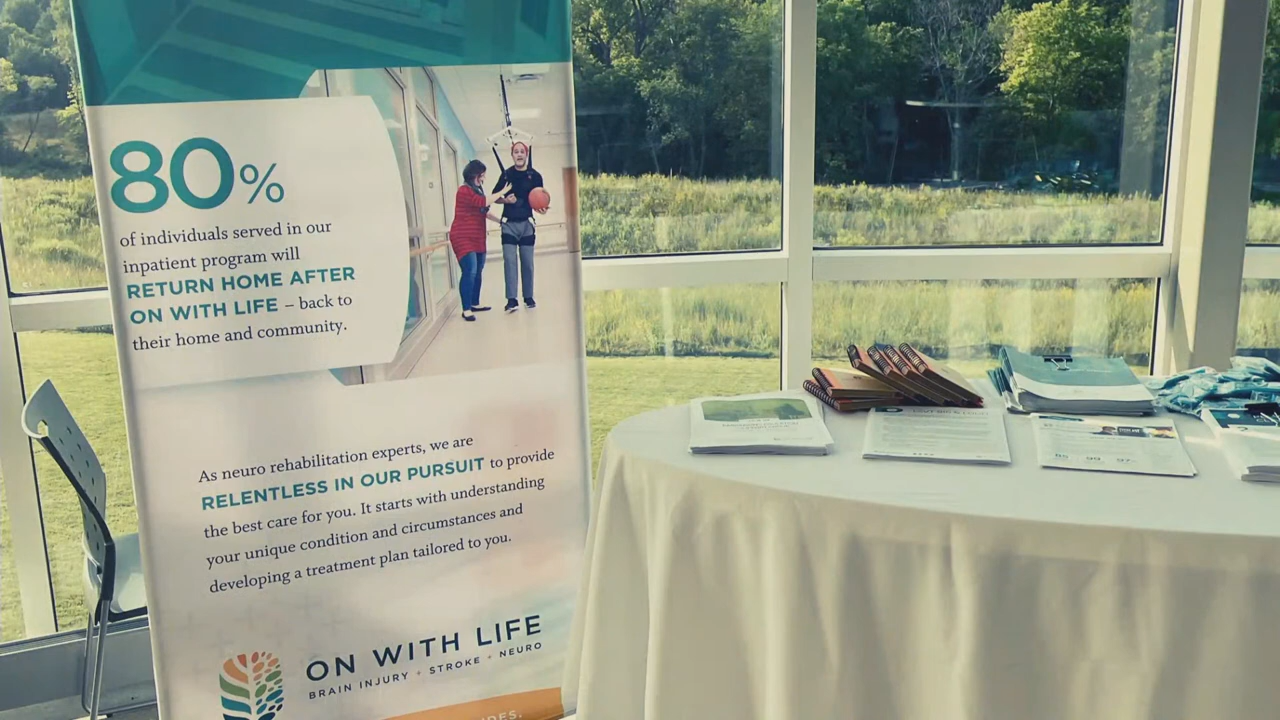 80%
of individuals served in our
inpatient program will
RETURN HOME AFTER
ON WITH LIFE – back to
their home and community.
As neuro rehabilitation experts, we are
RELENTLESS IN OUR PURSUIT to provide
the best care for you. It starts with understanding
your unique condition and circumstances and
developing a treatment plan tailored to you.
ON WITH LIFE
BRAIN INJURY • STROKE • NEURO